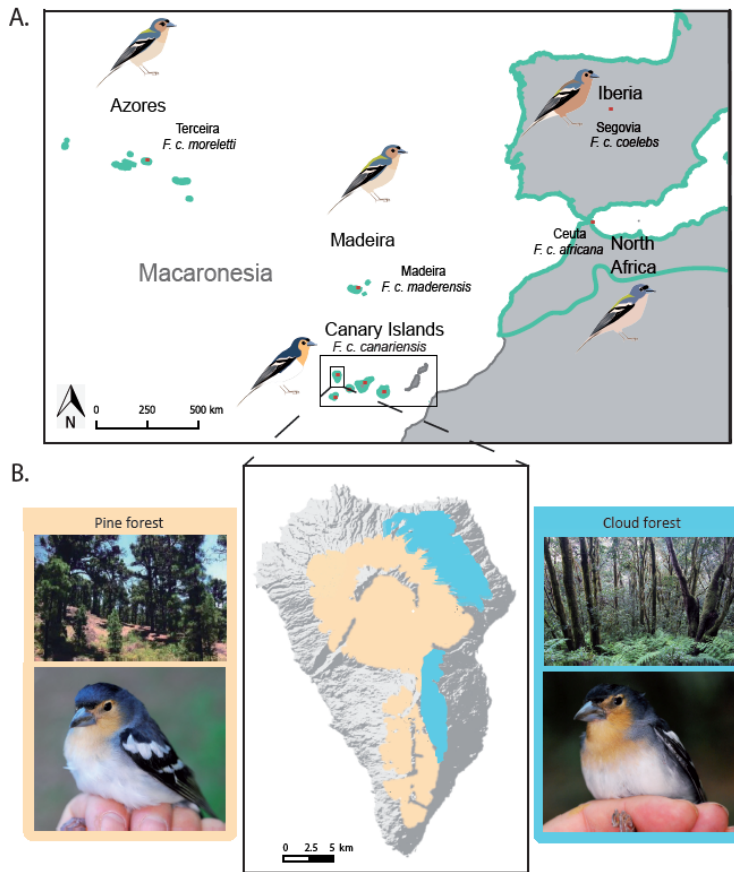 A.
Azores
Terceira
F. c. moreletti
Iberia
Segovia
F. c. coelebs
Madeira
Ceuta
F. c. africana
North
Africa
Macaronesia
Madeira
F. c. maderensis
Canary Islands
F. c. canariensis
N
0 250 500 km
B.
Pine forest
Cloud forest
0 2.5 5 km